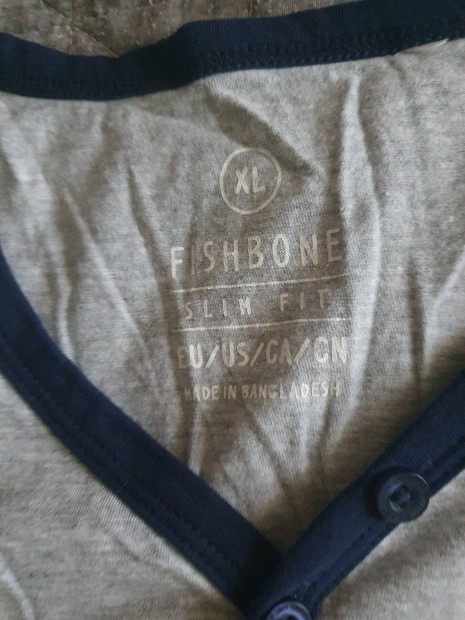 XL
FISHBONE
SLIM FIT
EU/US/CA/CN
MADE IN BANGLADESH